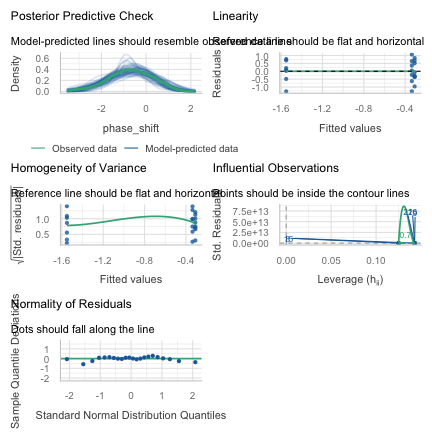 Posterior Predictive Check
Model-predicted lines should resemble observed data line
Density
0.6
0.4
0.2
0.0
-2
0
2
phase_shift
Observed data
Model-predicted data
Linearity
Reference line should be flat and horizontal
Residuals
1.0
0.5
0.0
-0.5
-1.0
-1.6
-1.2
-0.8
-0.4
Fitted values
Homogeneity of Variance
Reference line should be flat and horizontal
√|Std. residuals|
1.0
0.5
-1.6
-1.2
-0.8
-0.4
Fitted values
Influential Observations
Points should be inside the contour lines
Std. Residuals
7.5e+13
5.0e+13
2.5e+13
0.0e+00
0.00
0.05
0.10
Leverage (hii)
Normality of Residuals
Dots should fall along the line
Sample Quantile Deviations
1
0
-1
-2
-2
-1
0
1
2
Standard Normal Distribution Quantiles